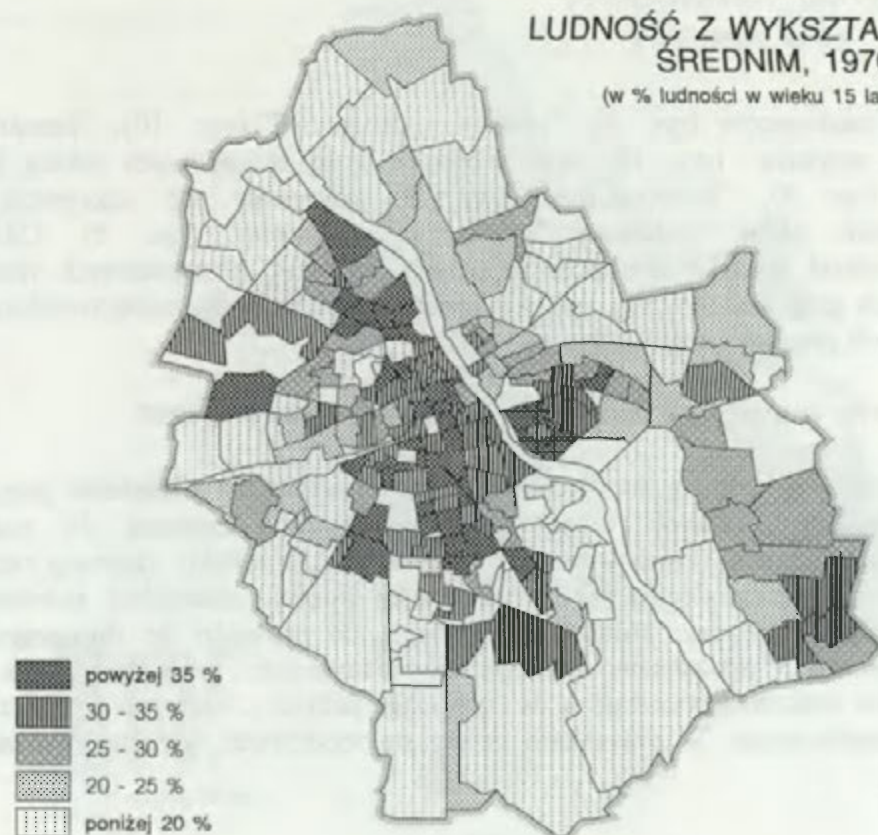 LUDNOŚĆ Z WYKSZTA
ŚREDNIM, 197
(w % ludności w wieku 15 la
powyżej 35 %
30 - 35 %
25 - 30 %
20 - 25 %
poniżej 20 %